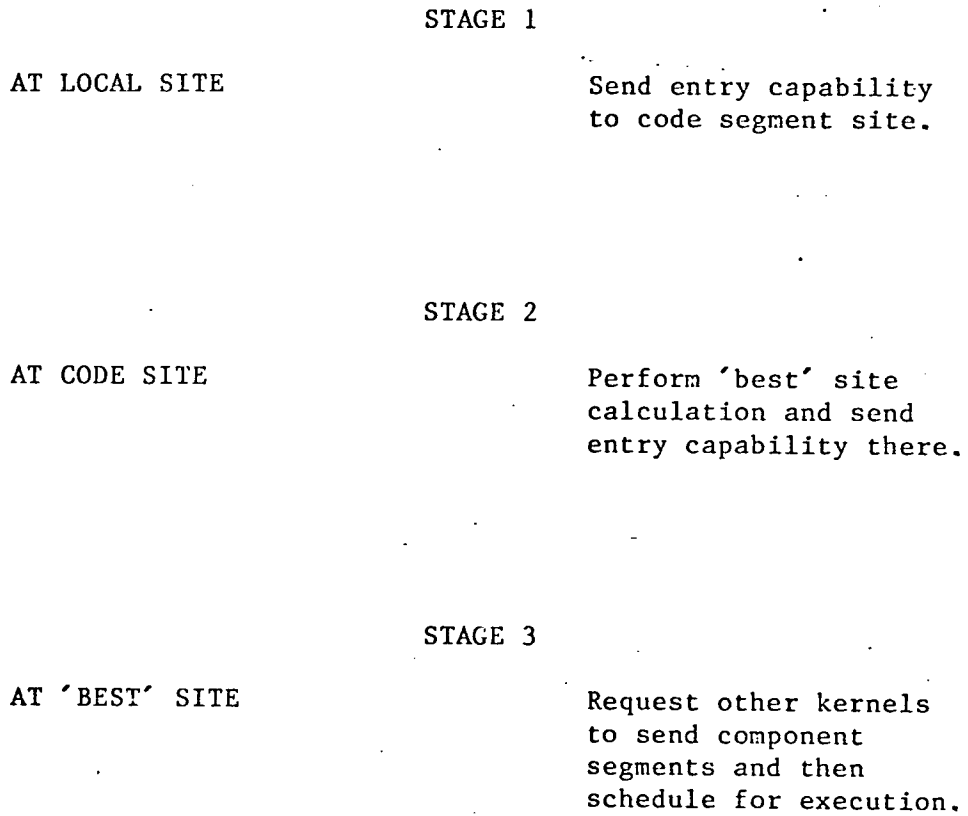 STAGE 1
AT LOCAL SITE
Send entry capability
to code segment site.
STAGE 2
AT CODE SITE
Perform ´best´ site
calculation and send
entry capability there.
STAGE 3
AT ´BEST´ SITE
Request other kernels
to send component
segments and then
schedule for execution.